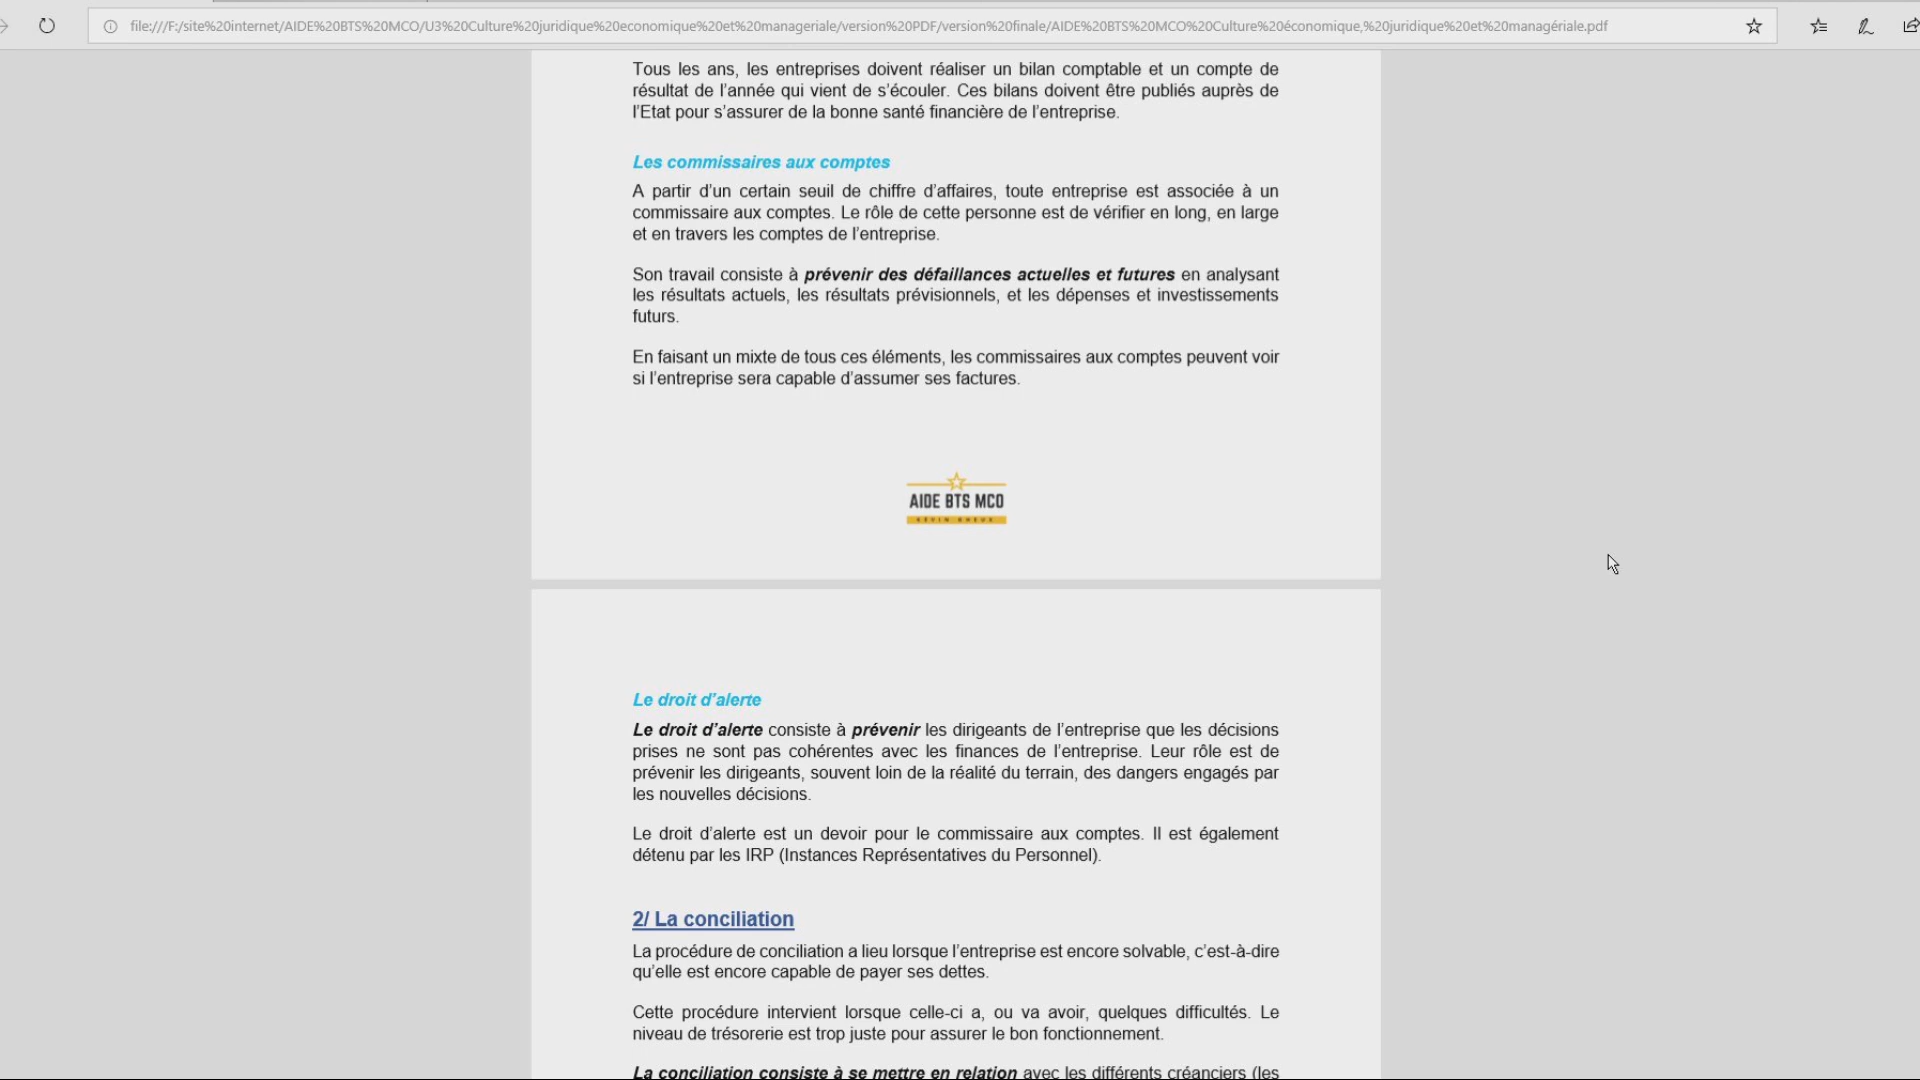 file:///F:/site%20internet/AIDE%20BTS%20MCO/U3%20Culture%20juridique%20economique%20et%20manageriale/version%20PDF/version%20finale/AIDE%20BTS%20MCO%20Culture%20économique,%20juridique%20et%20managériale.pdf
Tous les ans, les entreprises doivent réaliser un bilan comptable et un compte de
résultat de l’année qui vient de s’écouler. Ces bilans doivent être publiés auprès de
l’Etat pour s’assurer de la bonne santé financière de l’entreprise.
Les commissaires aux comptes
A partir d’un certain seuil de chiffre d’affaires, toute entreprise est associée à un
commissaire aux comptes. Le rôle de cette personne est de vérifier en long, en large
et en travers les comptes de l’entreprise.
Son travail consiste à prévenir des défaillances actuelles et futures en analysant
les résultats actuels, les résultats prévisionnels, et les dépenses et investissements
futurs.
En faisant un mixte de tous ces éléments, les commissaires aux comptes peuvent voir
si l’entreprise sera capable d’assumer ses factures.
AIDE BTS MCO
Le droit d’alerte
Le droit d’alerte consiste à prévenir les dirigeants de l’entreprise que les décisions
prises ne sont pas cohérentes avec les finances de l’entreprise. Leur rôle est de
prévenir les dirigeants, souvent loin de la réalité du terrain, des dangers engagés par
les nouvelles décisions.
Le droit d’alerte est un devoir pour le commissaire aux comptes. Il est également
détenu par les IRP (Instances Représentatives du Personnel).
2/ La conciliation
La procédure de conciliation a lieu lorsque l’entreprise est encore solvable, c’est-à-dire
qu’elle est encore capable de payer ses dettes.
Cette procédure intervient lorsque celle-ci a, ou va avoir, quelques difficultés. Le
niveau de trésorerie est trop juste pour assurer le bon fonctionnement.
La conciliation consiste à se mettre en relation avec les différents créanciers (les